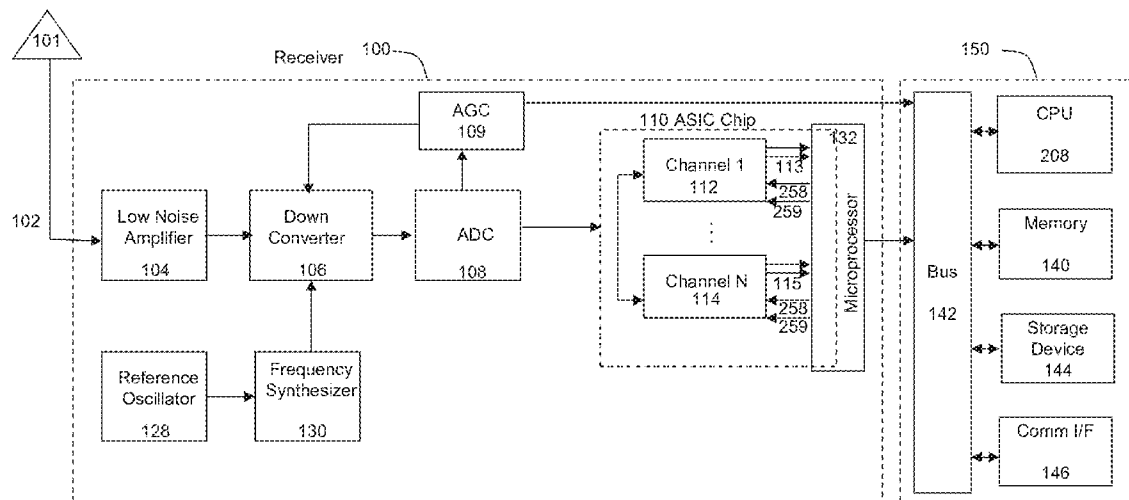 101
Receiver
100
150
AGC
109
110 ASIC Chip
132
CPU
208
Channel 1
112
113
258
259
102
Low Noise
Amplifier
104
Down
Converter
106
ADC
108
Microprocessor
Bus
142
Memory
140
Channel N
114
115
258
259
Storage
Device
144
Reference
Oscillator
128
Frequency
Synthesizer
130
Comm I/F
146